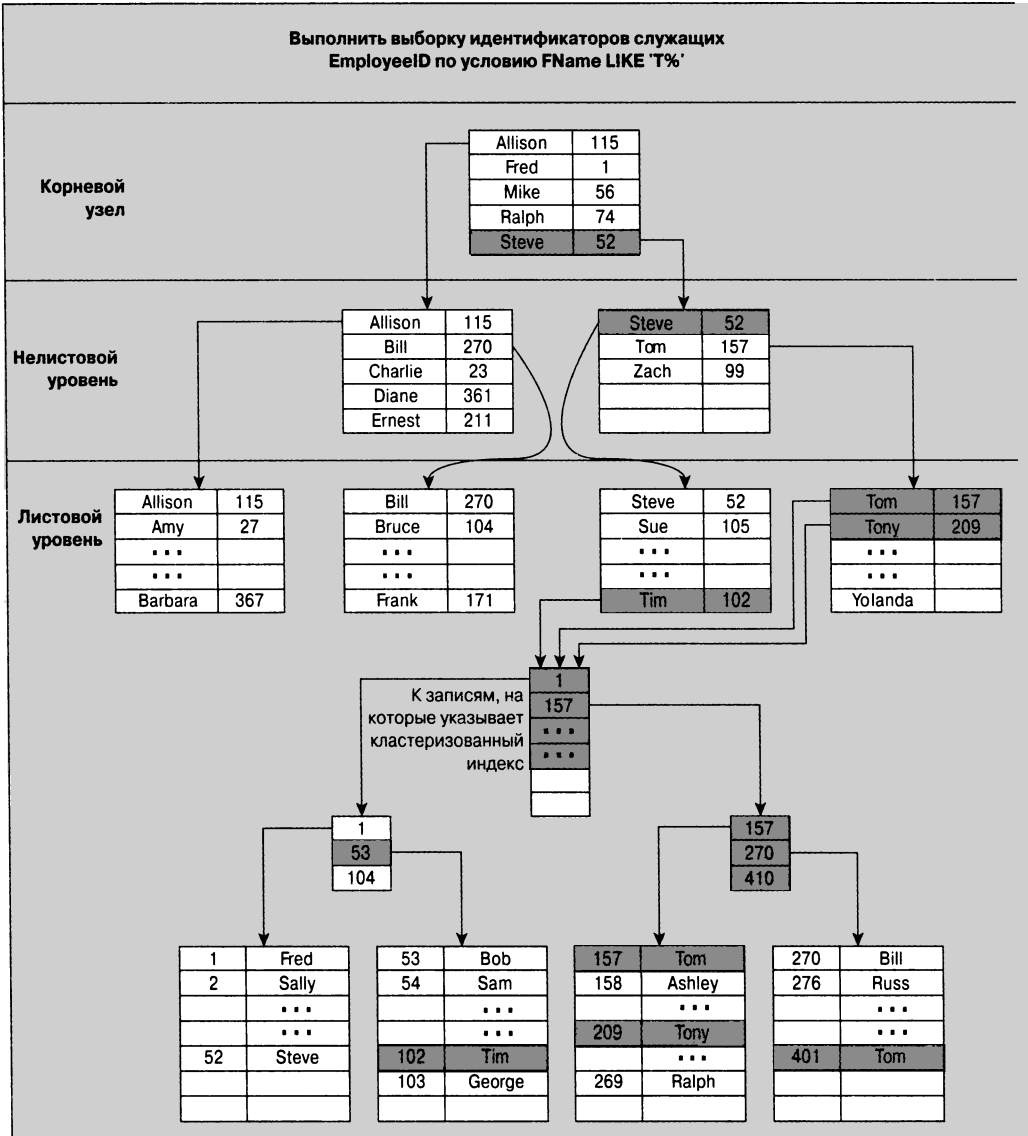 Выполнить выборку идентификаторов служащих
EmployeeID по условию FName LIKE 'T%'
Корневой
узел
Allison 115
Fred 1
Mike 56
Ralph 74
Steve 52
Нелистовой
уровень
Allison 115
Bill 270
Charlie 23
Diane 361
Ernest 211
Steve 52
Tom 157
Zach 99
Листовой
уровень
Allison 115
Amy 27
...
...
Barbara 367
Bill 270
Bruce 104
...
...
Frank 171
Steve 52
Sue 105
...
...
Tim 102
Tom 157
Tony 209
...
...
Yolanda
К записям, на
которые указывает
кластеризованный
индекс
1
157
...
...
1
53
104
157
270
410
1 Fred
2 Sally
...
...
52 Steve
53 Bob
54 Sam
...
...
102 Tim
103 George
157 Tom
158 Ashley
...
209 Tony
...
269 Ralph
270 Bill
276 Russ
...
...
401 Tom